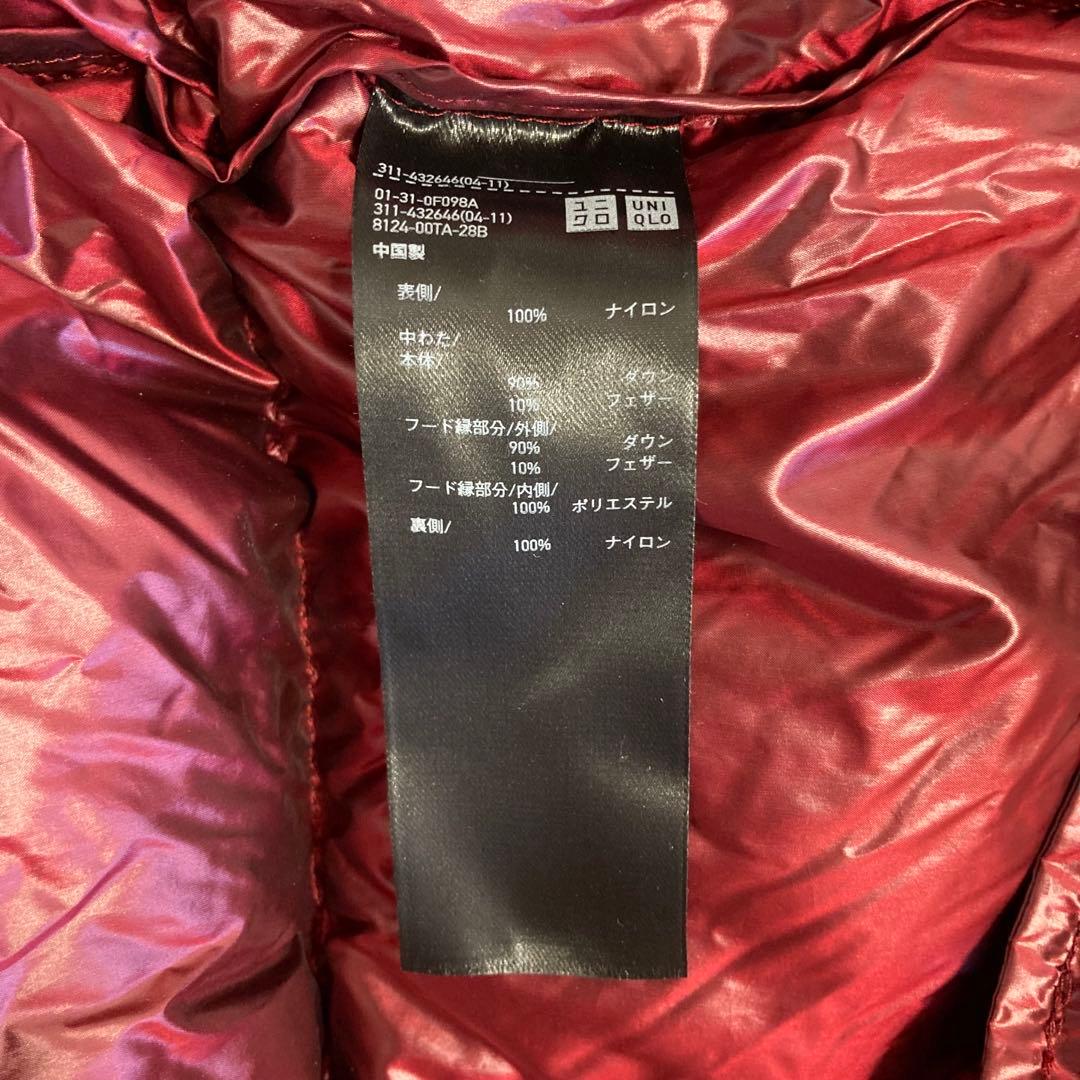 311-432646(04-11)
01-31-0F098A
311-432646(04-11)
8124-00TA-28B
ユニ
クロ
UNI
QLO
中国製
表側/
100% ナイロン
中わた/
本体/
90% ダウン
10% フェザー
フード縁部分/外側/
90% ダウン
10% フェザー
フード縁部分/内側/
100% ポリエステル
裏側/
100% ナイロン